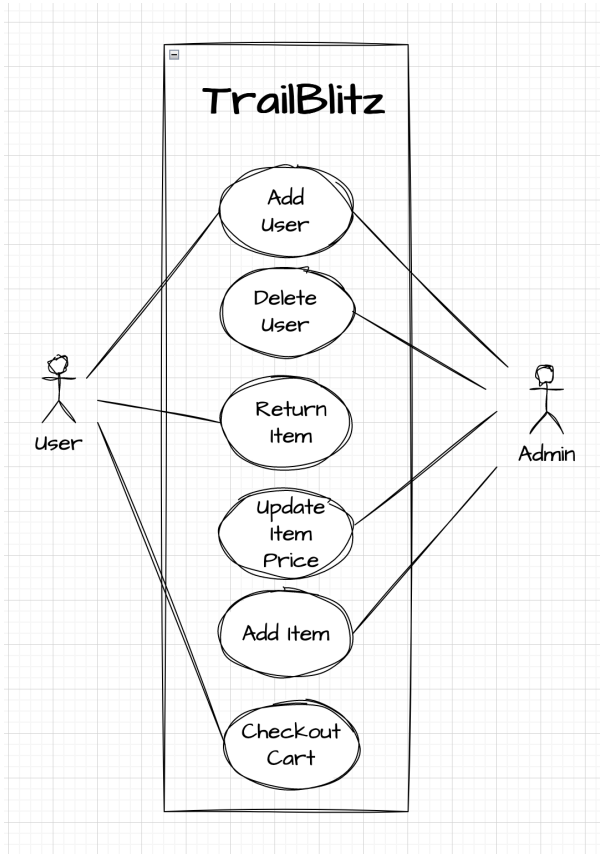 TrailBlitz
Add
User
Delete
User
Return
Item
User
Admin
Update
Item
Price
Add Item
Checkout
Cart